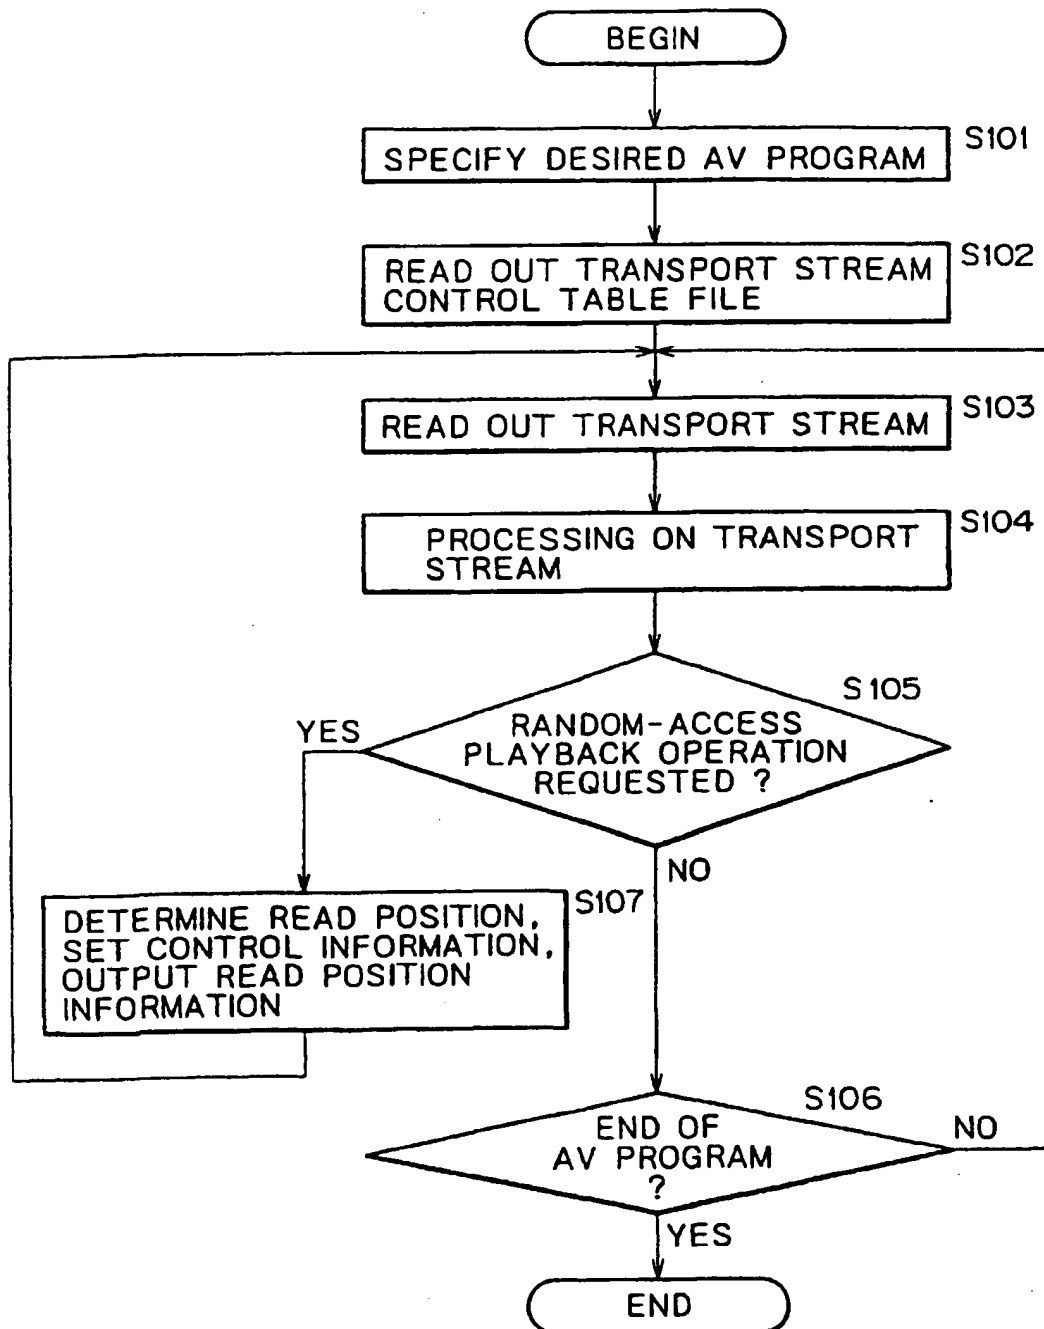 BEGIN
S101
SPECIFY DESIRED AV PROGRAM
S102
READ OUT TRANSPORT STREAM
CONTROL TABLE FILE
S103
READ OUT TRANSPORT STREAM
S104
PROCESSING ON TRANSPORT
STREAM
S105
YES
RANDOM-ACCESS
PLAYBACK OPERATION
REQUESTED ?
NO
S107
DETERMINE READ POSITION,
SET CONTROL INFORMATION,
OUTPUT READ POSITION
INFORMATION
S106
END OF
AV PROGRAM
?
NO
YES
END